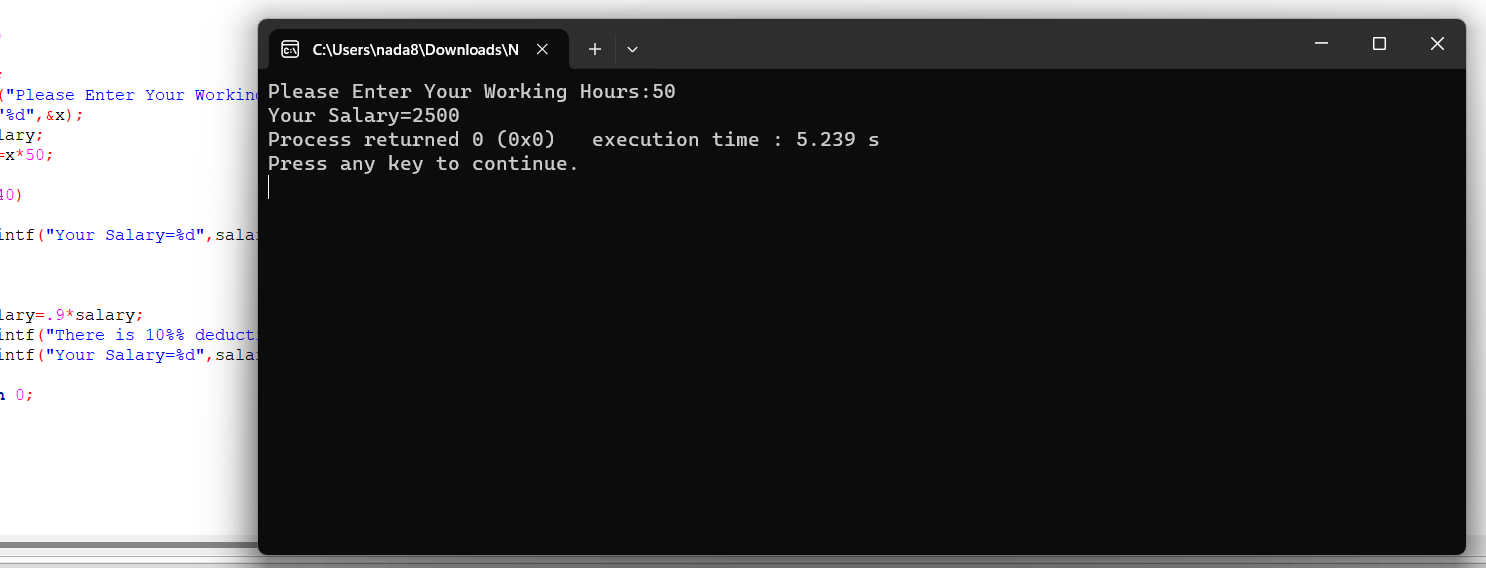 C:\Users\nada8\Downloads\N
Please Enter Your Working Hours:50
Your Salary=2500
Process returned 0 (0x0)   execution time : 5.239 s
Press any key to continue.
;
("Please Enter Your Working
"%d",&x);
lary;
=x*50;
40)
intf("Your Salary=%d",sala
lary=.9*salary;
intf("There is 10%% deducti
intf("Your Salary=%d",sala
n 0;